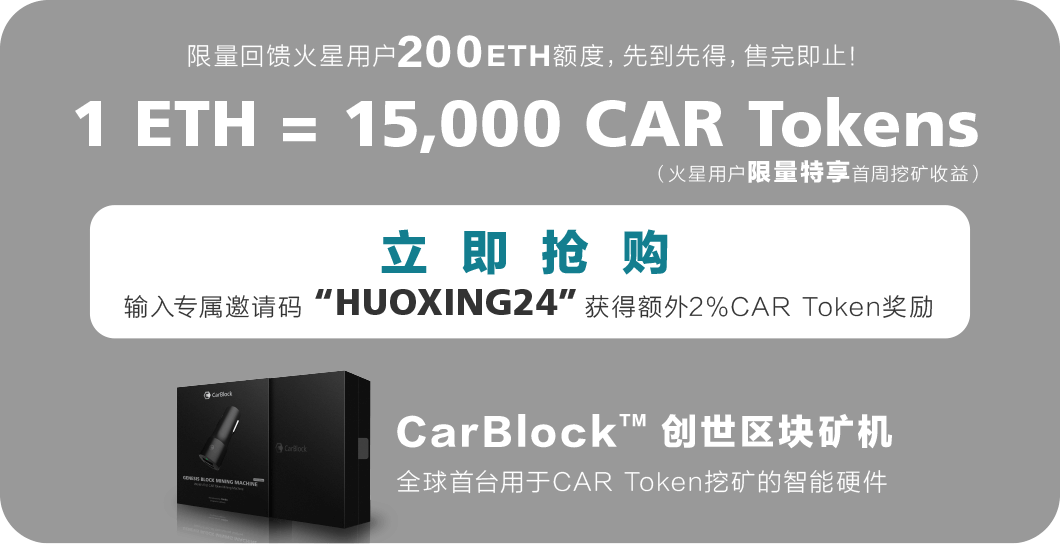 限量回馈火星用户200ETH额度，先到先得，售完即止！
1 ETH = 15,000 CAR Tokens
（火星用户限量特享首周挖矿收益）
立即抢购
输入专属邀请码 “HUOXING24” 获得额外2%CAR Token奖励
CarBlock
CarBlock
GENESIS BLOCK MINING MACHINE
CarBlock™ 创世区块矿机
全球首台用于CAR Token挖矿的智能硬件